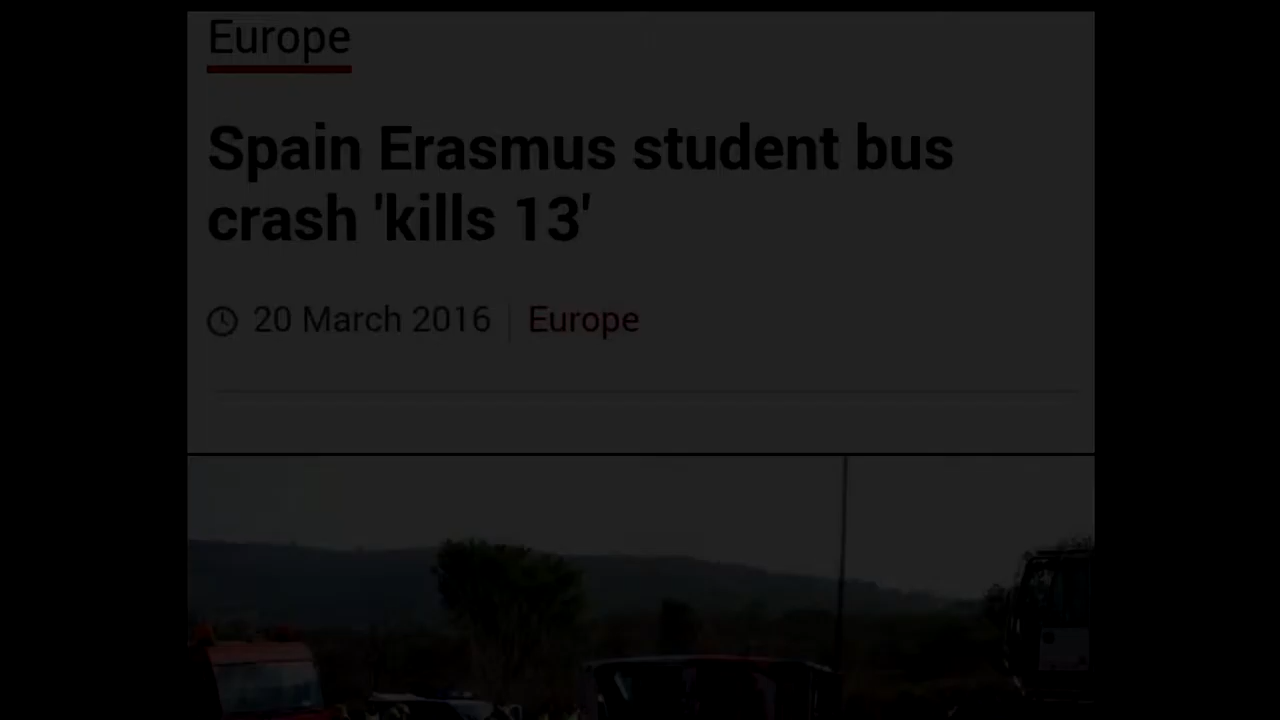 Europe
Spain Erasmus student bus
crash 'kills 13'
20 March 2016 | Europe